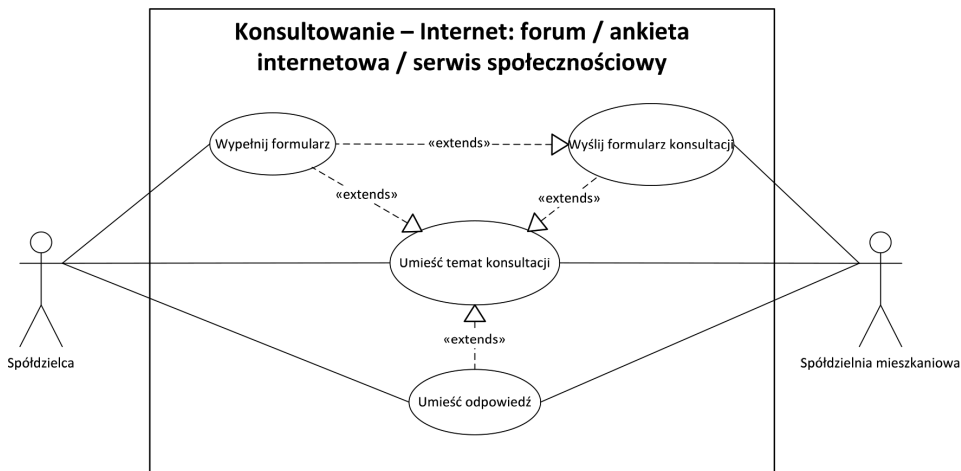 Konsultowanie – Internet: forum / ankieta
internetowa / serwis społecznościowy
Wypełnij formularz
«extends»
Wyślij formularz konsultacji
«extends»
«extends»
Umieść temat konsultacji
«extends»
Spółdzielca
Spółdzielnia mieszkaniowa
Umieść odpowiedź